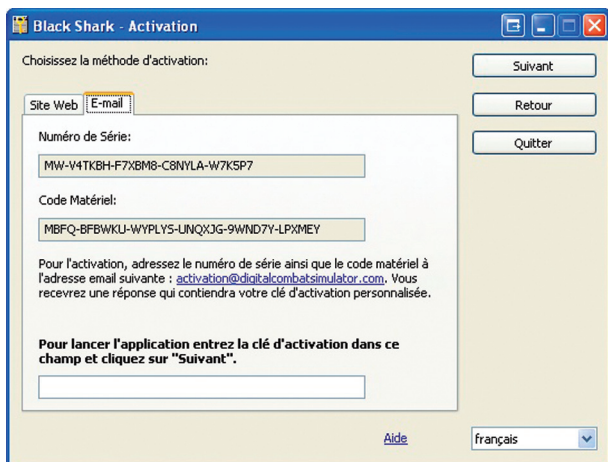 Black Shark - Activation
Choisissez la méthode d'activation:
Suivant
Site Web
E-mail
Retour
Numéro de Série:
Quitter
MW-V4TKBH-F7XBM8-C8NYLA-W7K5P7
Code Matériel:
MBFQ-BFBWKU-WYPLYS-UNQXJG-9WND7Y-LPXMEY
Pour l'activation, adressez le numéro de série ainsi que le code matériel à
l'adresse email suivante : activation@digitalcombatsimulator.com. Vous
recevrez une réponse qui contiendra votre clé d'activation personnalisée.
Pour lancer l'application entrez la clé d'activation dans ce
champ et cliquez sur "Suivant".
Aide
français